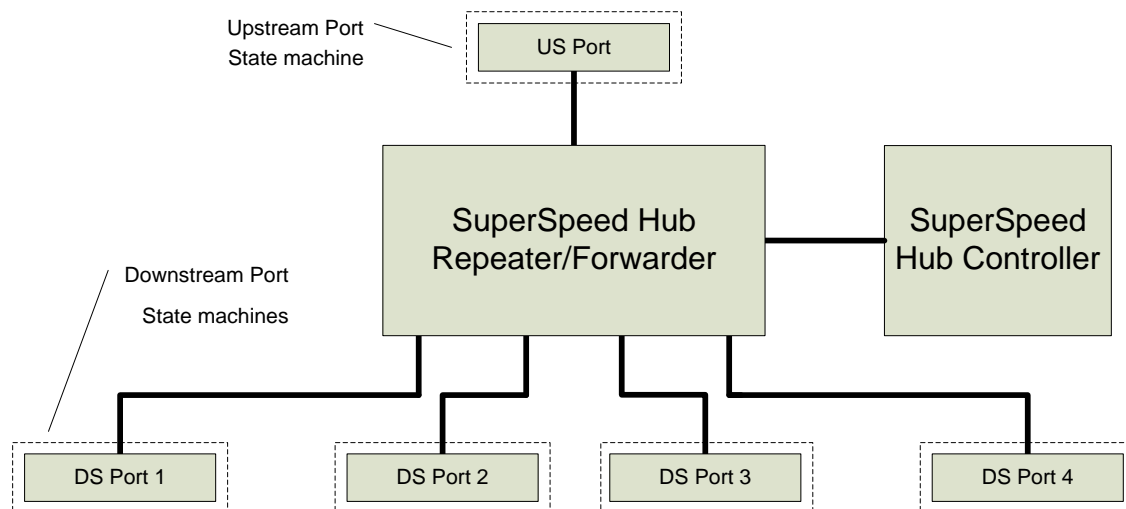 Upstream Port
State machine
US Port
SuperSpeed Hub
Repeater/Forwarder
SuperSpeed
Hub Controller
Downstream Port
State machines
DS Port 1
DS Port 2
DS Port 3
DS Port 4